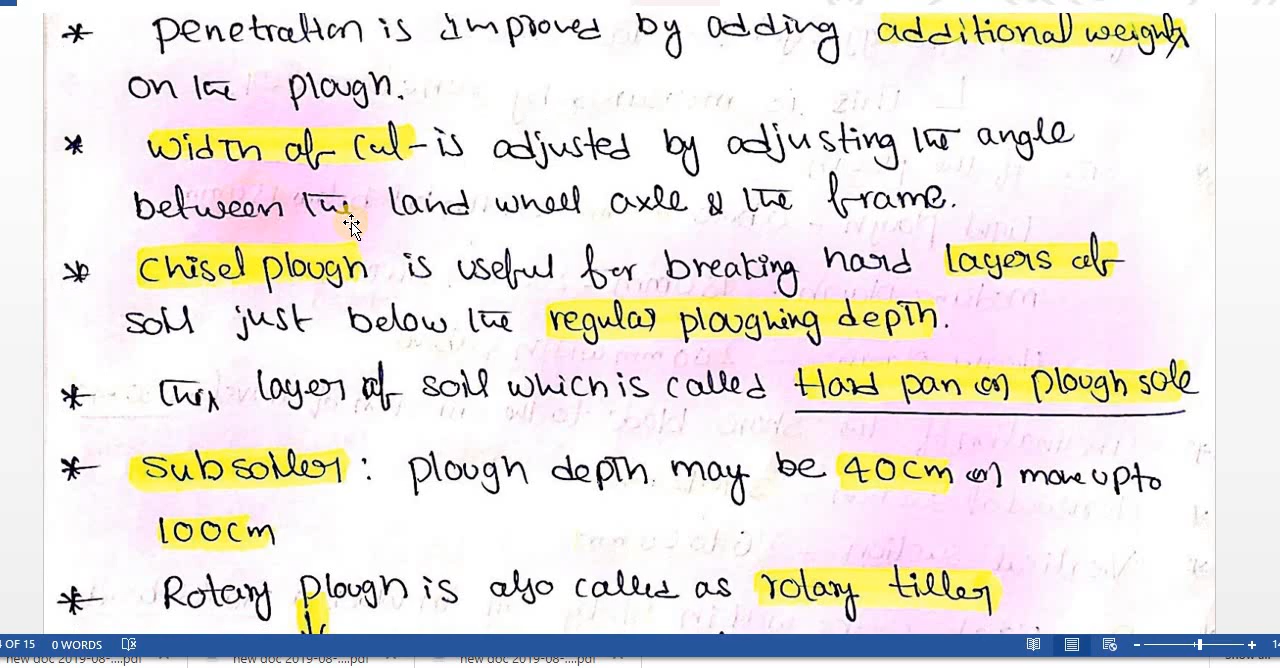 * Penetration is improved by adding additional weights
on the plough.
* width of cut is adjusted by adjusting the angle
between the land wheel axle & the frame.
* Chisel plough is useful for breaking hard layers of
soil just below the regular ploughing depth.
* This layer of soil which is called Hard pan or plough sole
* Subsoiler : plough depth may be 40cm or more upto
100cm
* Rotary plough is also called as rotary tiller
OF 15 0 WORDS
new doc 2019-08-....pdf new doc 2019-08-....pdf new doc 2019-08-....pdf